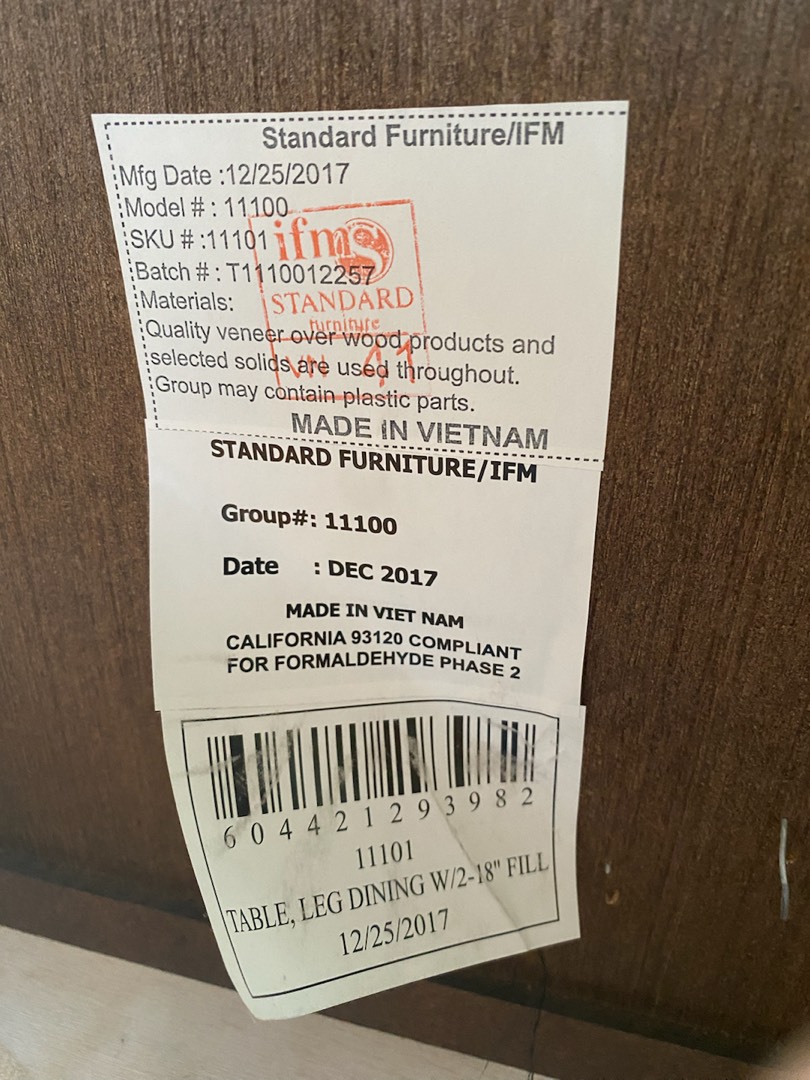 Standard Furniture/IFM
Mfg Date :12/25/2017
Model # : 11100
SKU # :11101
Batch # : T1110012257
Materials:
Quality veneer over wood products and
selected solids are used throughout.
Group may contain plastic parts.
MADE IN VIETNAM
ifms
STANDARD
furniture
VN 41
STANDARD FURNITURE/IFM
Group#: 11100
Date : DEC 2017
MADE IN VIET NAM
CALIFORNIA 93120 COMPLIANT
FOR FORMALDEHYDE PHASE 2
604421293982
11101
TABLE, LEG DINING W/2-18" FILL
12/25/2017